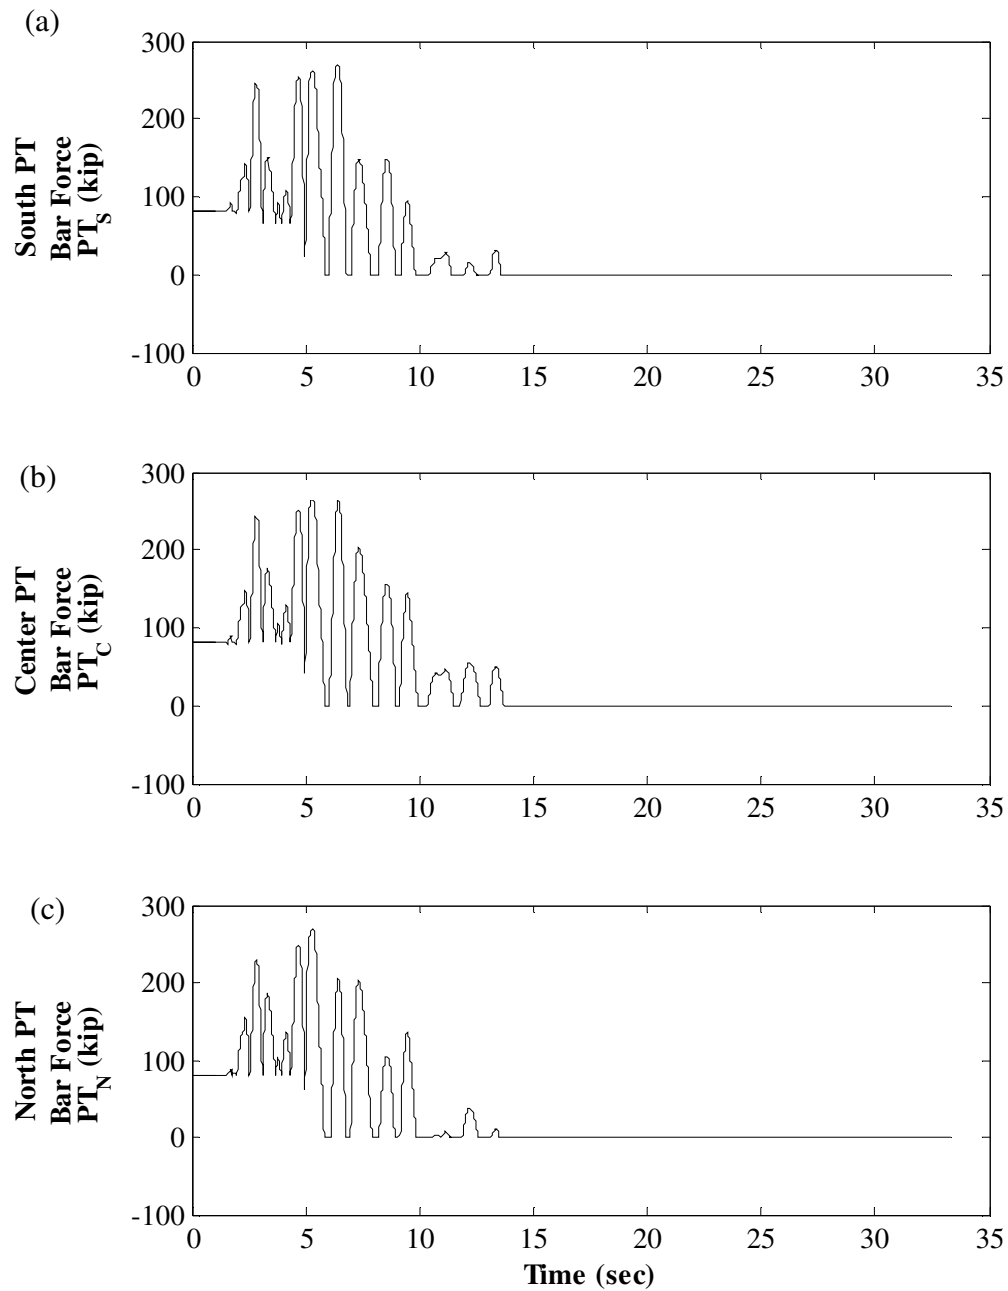 (a)
South PT
Bar Force
PT_S (kip)
300
200
100
0
-100
0 5 10 15 20 25 30 35
(b)
Center PT
Bar Force
PT_C (kip)
300
200
100
0
-100
0 5 10 15 20 25 30 35
(c)
North PT
Bar Force
PT_N (kip)
300
200
100
0
-100
0 5 10 15 20 25 30 35
Time (sec)